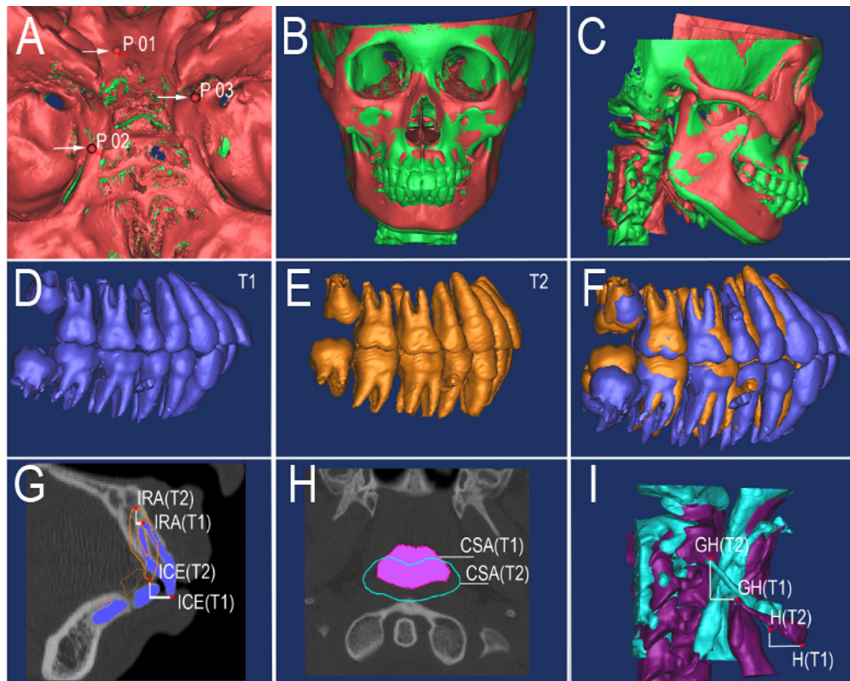 A
P 01
P 03
P 02
B
C
D
T1
E
T2
F
G
IRA(T2)
IRA(T1)
ICE(T2)
ICE(T1)
H
CSA(T1)
CSA(T2)
I
GH(T2)
GH(T1)
H(T2)
H(T1)